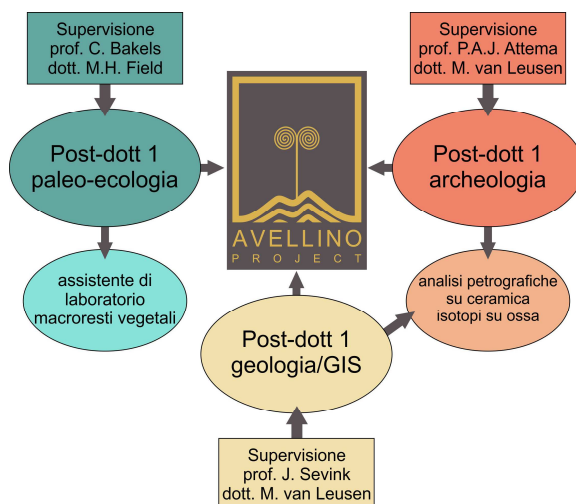 Supervisione
prof. C. Bakels
dott. M.H. Field
Supervisione
prof. P.A.J. Attema
dott. M. van Leusen
Post-dott 1
paleo-ecologia
AVELLINO
PROJECT
Post-dott 1
archeologia
assistente di
laboratorio
macroresti vegetali
analisi petrografiche
su ceramica
isotopi su ossa
Post-dott 1
geologia/GIS
Supervisione
prof. J. Sevink
dott. M. van Leusen